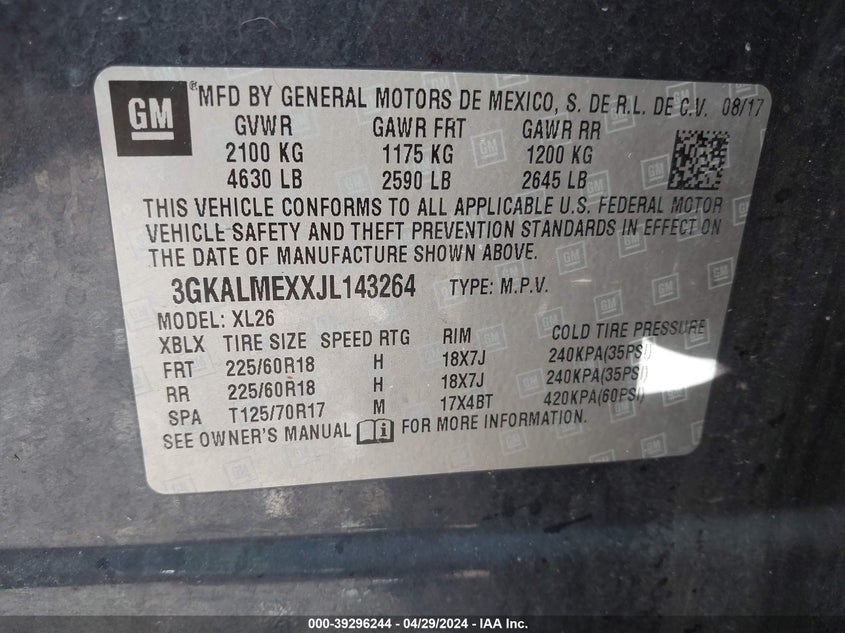 GM ® MFD BY GENERAL MOTORS DE MEXICO, S. DE R.L. DE C.V. 08/17
GVWR GAWR FRT GAWR RR
2100 KG 1175 KG 1200 KG
4630 LB 2590 LB 2645 LB
THIS VEHICLE CONFORMS TO ALL APPLICABLE U.S. FEDERAL MOTOR
VEHICLE SAFETY AND THEFT PREVENTION STANDARDS IN EFFECT ON
THE DATE OF MANUFACTURE SHOWN ABOVE.
3GKALMEXXJL143264 TYPE: M.P.V.
MODEL: XL26
XBLX TIRE SIZE SPEED RTG RIM COLD TIRE PRESSURE
FRT 225/60R18 H 18X7J 240KPA(35PSI)
RR 225/60R18 H 18X7J 240KPA(35PSI)
SPA T125/70R17 M 17X4BT 420KPA(60PSI)
SEE OWNER'S MANUAL FOR MORE INFORMATION.
000-39296244 - 04/29/2024 - IAA Inc.